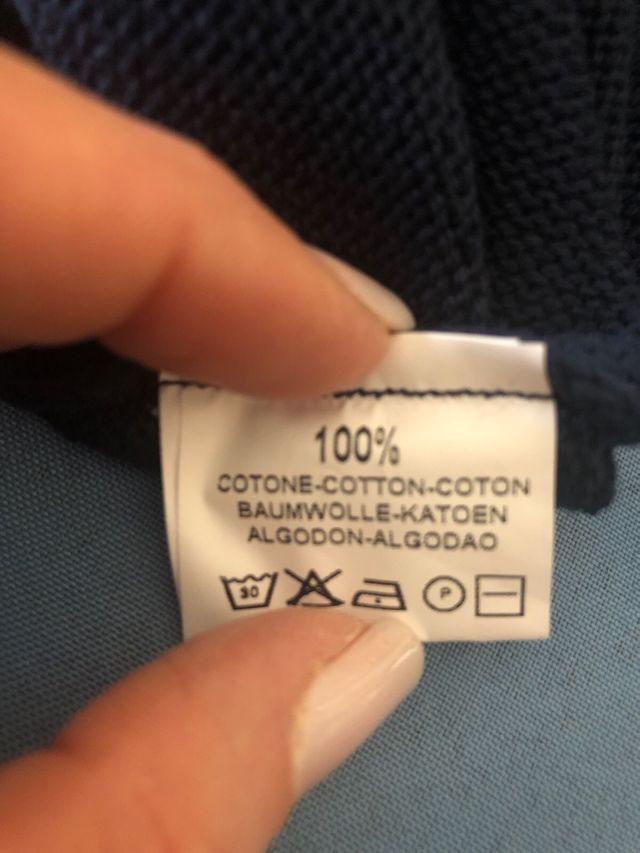 100%
COTONE-COTTON-COTON
BAUMWOLLE-KATOEN
ALGODON-ALGODAO
30 P